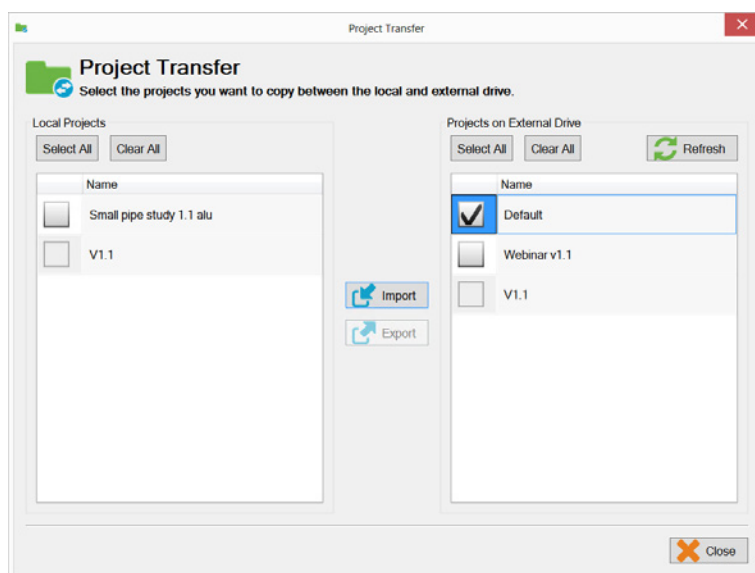 Project Transfer
Project Transfer
Select the projects you want to copy between the local and external drive.
Local Projects
Select All
Clear All
Name
Small pipe study 1.1 alu
V1.1
Import
Export
Projects on External Drive
Select All
Clear All
Refresh
Name
Default
Webinar v1.1
V1.1
Close